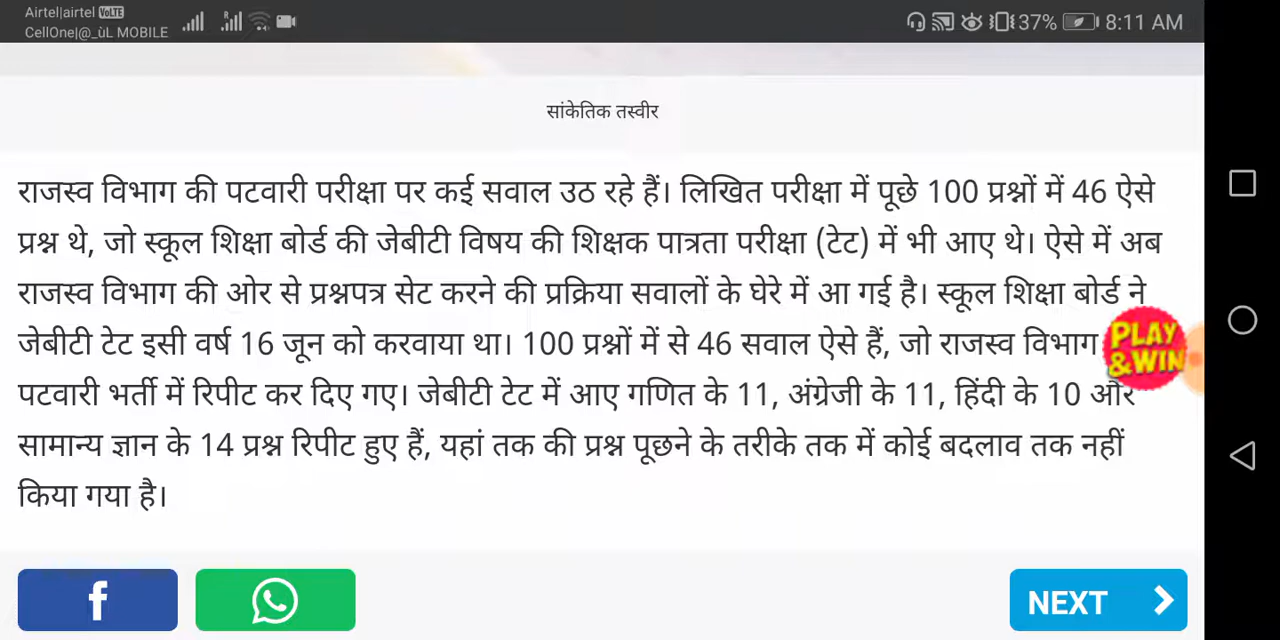 Airtel|airtel VoLTE
CellOne|@_ùL MOBILE
37% 8:11 AM
सांकेतिक तस्वीर
राजस्व विभाग की पटवारी परीक्षा पर कई सवाल उठ रहे हैं। लिखित परीक्षा में पूछे 100 प्रश्नों में 46 ऐसे
प्रश्न थे, जो स्कूल शिक्षा बोर्ड की जेबीटी विषय की शिक्षक पात्रता परीक्षा (टेट) में भी आए थे। ऐसे में अब
राजस्व विभाग की ओर से प्रश्नपत्र सेट करने की प्रक्रिया सवालों के घेरे में आ गई है। स्कूल शिक्षा बोर्ड ने
जेबीटी टेट इसी वर्ष 16 जून को करवाया था। 100 प्रश्नों में से 46 सवाल ऐसे हैं, जो राजस्व विभाग
PLAY
&WIN
पटवारी भर्ती में रिपीट कर दिए गए। जेबीटी टेट में आए गणित के 11, अंग्रेजी के 11, हिंदी के 10 और
सामान्य ज्ञान के 14 प्रश्न रिपीट हुए हैं, यहां तक की प्रश्न पूछने के तरीके तक में कोई बदलाव तक नहीं
किया गया है।
f
NEXT